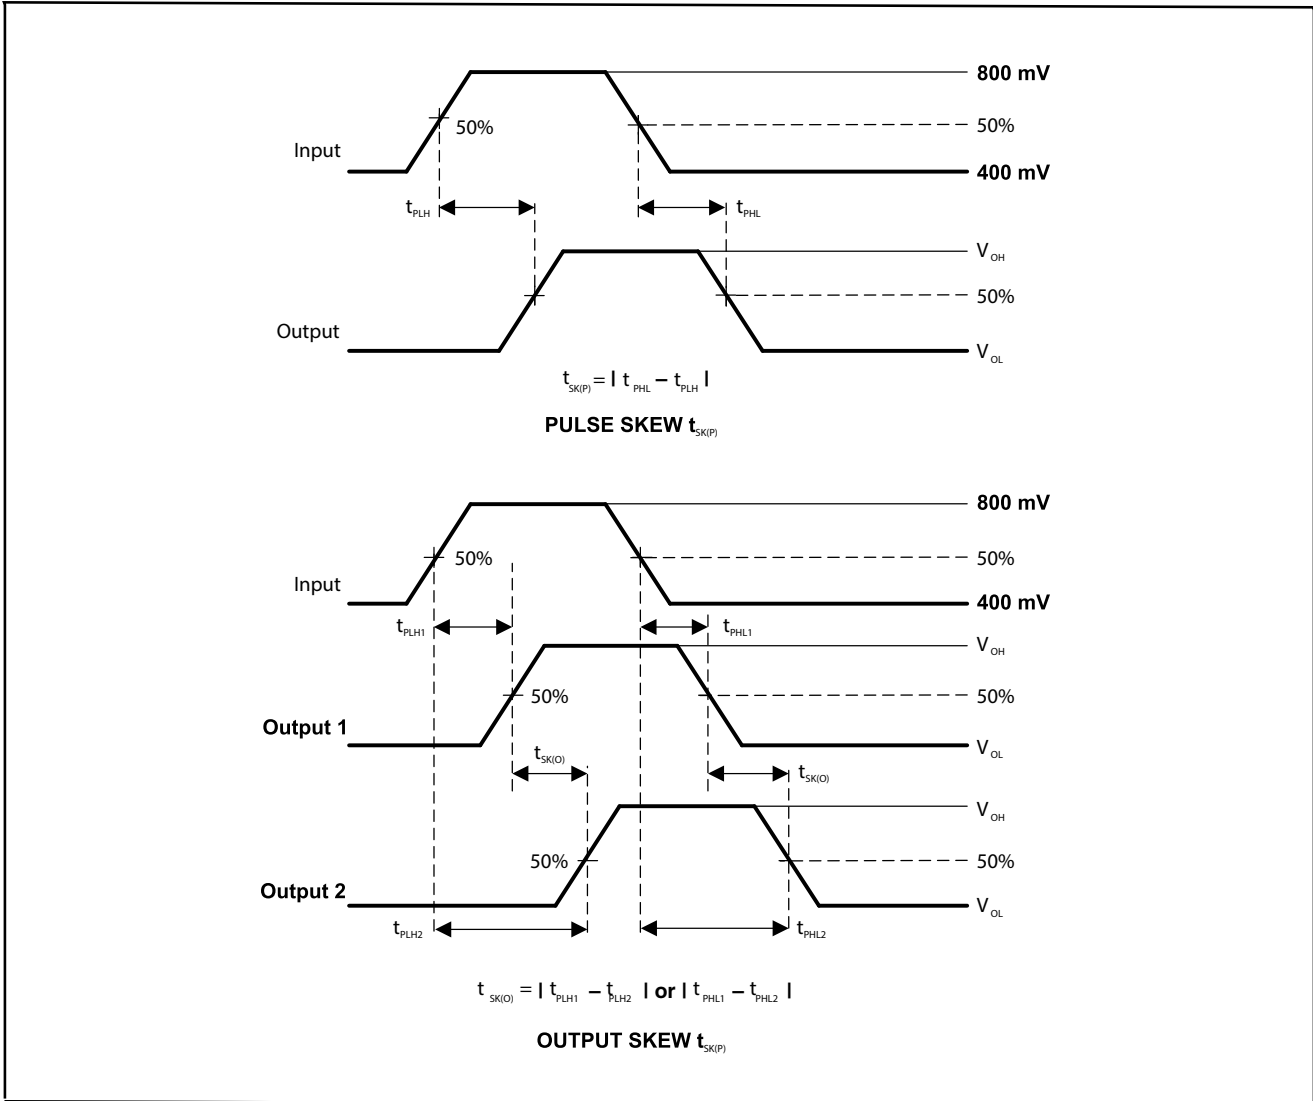 800 mV
50%
50%
Input
400 mV
tPLH
tPHL
VOH
50%
Output
VOL
tSK(P) = | tPHL – tPLH |
PULSE SKEW tSK(P)
800 mV
50%
50%
Input
400 mV
tPLH1
tPHL1
VOH
50%
50%
Output 1
VOL
tSK(O)
tSK(O)
VOH
50%
50%
Output 2
VOL
tPLH2
tPHL2
tSK(O) = | tPLH1 – tPLH2 | or | tPHL1 – tPHL2 |
OUTPUT SKEW tSK(P)